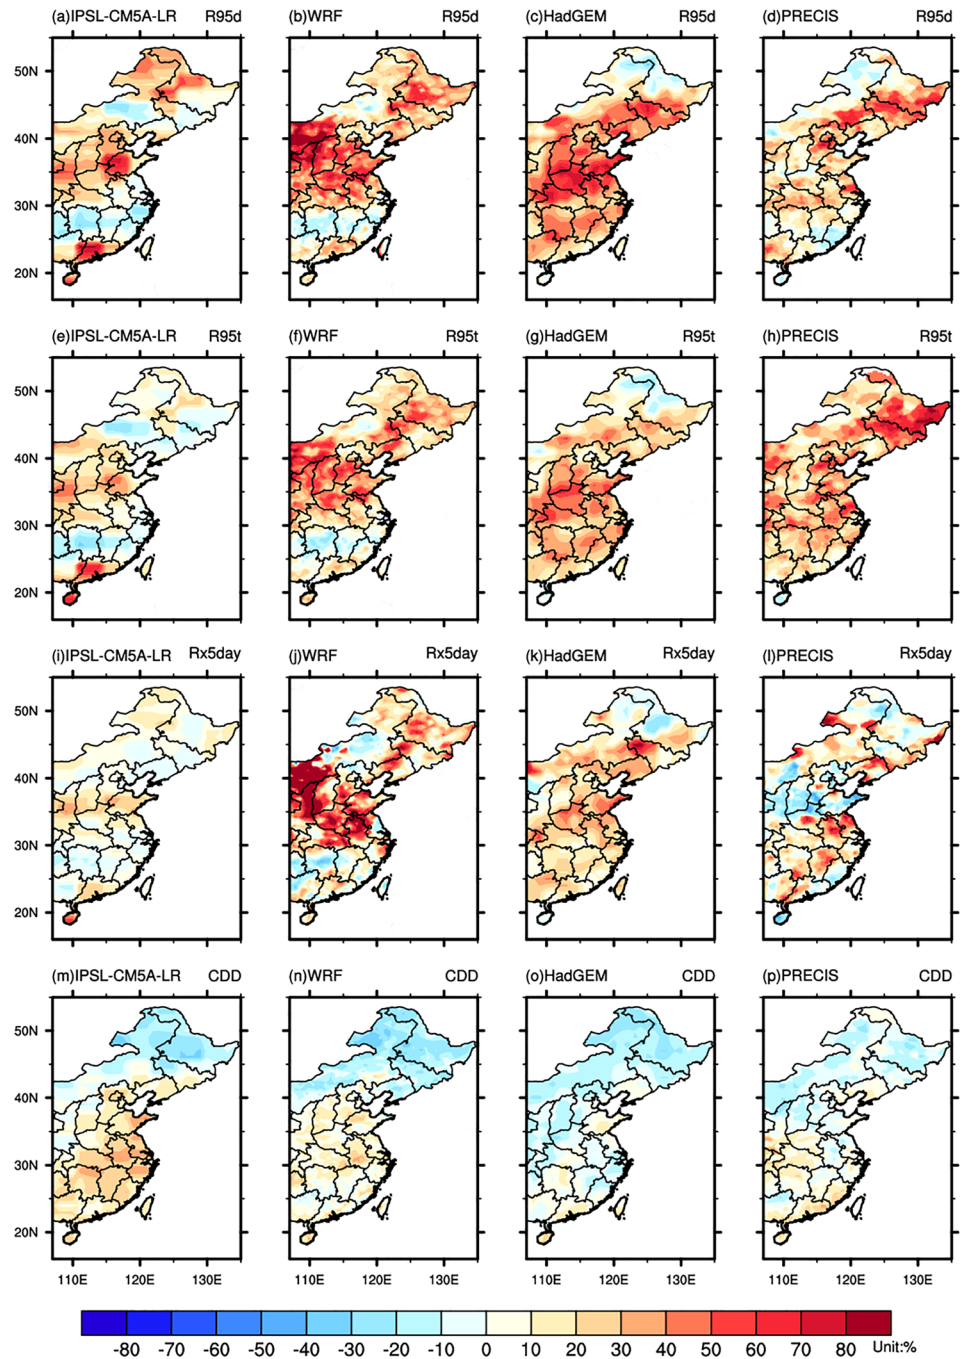 (a)IPSL-CM5A-LR R95d (b)WRF R95d (c)HadGEM R95d (d)PRECIS R95d
50N
40N
30N
20N
(e)IPSL-CM5A-LR R95t (f)WRF R95t (g)HadGEM R95t (h)PRECIS R95t
50N
40N
30N
20N
(i)IPSL-CM5A-LR Rx5day (j)WRF Rx5day (k)HadGEM Rx5day (l)PRECIS Rx5day
50N
40N
30N
20N
(m)IPSL-CM5A-LR CDD (n)WRF CDD (o)HadGEM CDD (p)PRECIS CDD
50N
40N
30N
20N
110E 120E 130E 110E 120E 130E 110E 120E 130E 110E 120E 130E
-80 -70 -60 -50 -40 -30 -20 -10 0 10 20 30 40 50 60 70 80 Unit:%